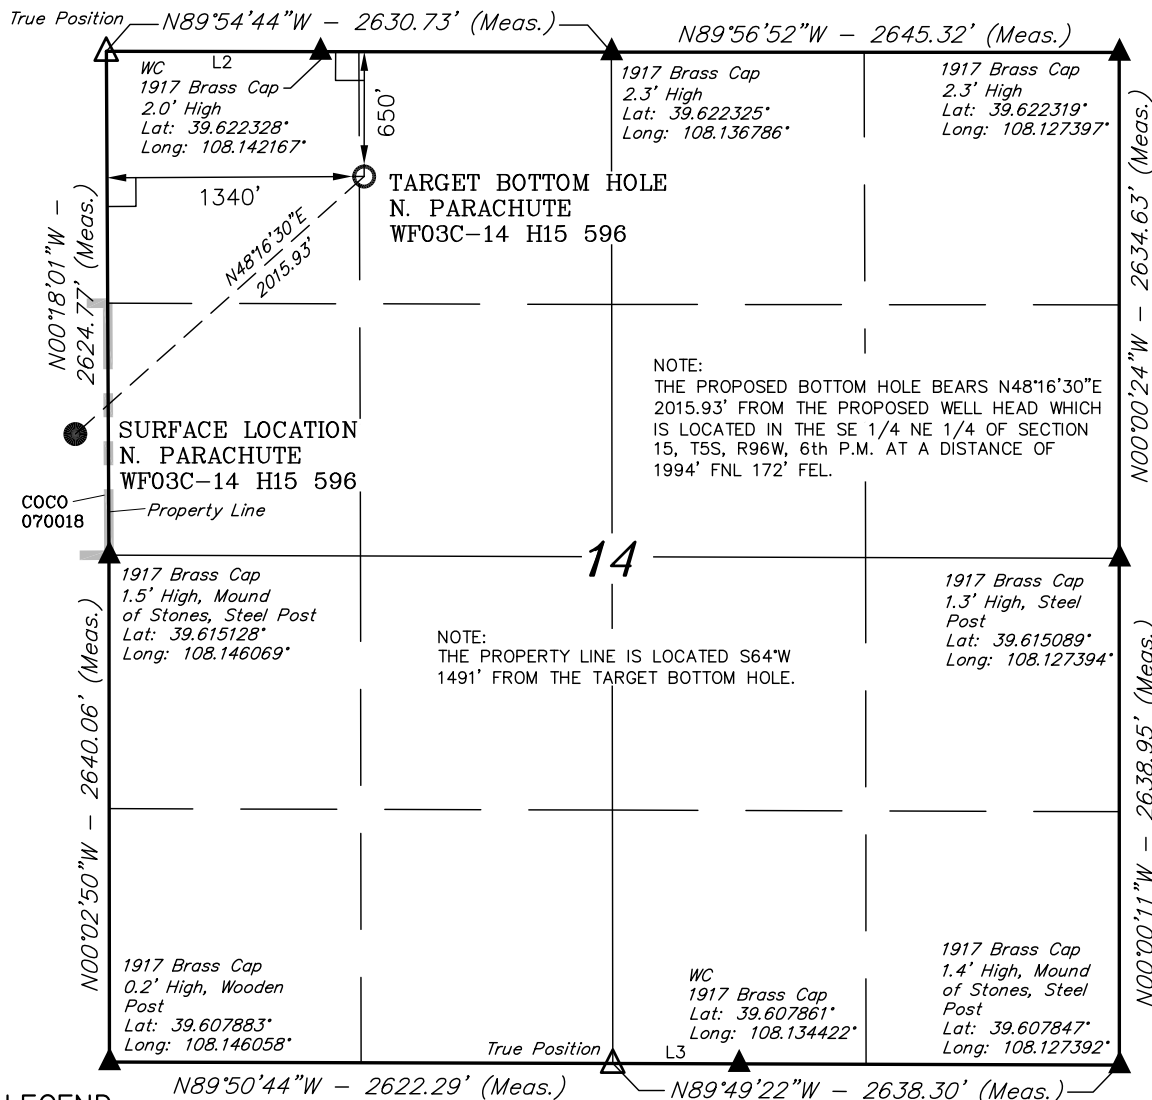 True Position
N89°54'44"W - 2630.73' (Meas.)
N89°56'52"W - 2645.32' (Meas.)
L2
WC
1917 Brass Cap
2.0' High
Lat: 39.622328°
Long: 108.142167°
650'
1917 Brass Cap
2.3' High
Lat: 39.622325°
Long: 108.136786°
1917 Brass Cap
2.3' High
Lat: 39.622319°
Long: 108.127397°
1340'
TARGET BOTTOM HOLE
N. PARACHUTE
WF03C-14 H15 596
N48°16'30"E
2015.93'
N00°18'01"W -
2624.77' (Meas.)
N00°00'24"W - 2634.63' (Meas.)
NOTE:
THE PROPOSED BOTTOM HOLE BEARS N48°16'30"E
2015.93' FROM THE PROPOSED WELL HEAD WHICH
IS LOCATED IN THE SE 1/4 NE 1/4 OF SECTION
15, T5S, R96W, 6th P.M. AT A DISTANCE OF
1994' FNL 172' FEL.
SURFACE LOCATION
N. PARACHUTE
WF03C-14 H15 596
COCO
070018
Property Line
14
1917 Brass Cap
1.5' High, Mound
of Stones, Steel Post
Lat: 39.615128°
Long: 108.146069°
1917 Brass Cap
1.3' High, Steel
Post
Lat: 39.615089°
Long: 108.127394°
NOTE:
THE PROPERTY LINE IS LOCATED S64°W
1491' FROM THE TARGET BOTTOM HOLE.
N00°02'50"W - 2640.06' (Meas.)
N00°00'11"W - 2638.95' (Meas.)
1917 Brass Cap
0.2' High, Wooden
Post
Lat: 39.607883°
Long: 108.146058°
WC
1917 Brass Cap
Lat: 39.607861°
Long: 108.134422°
1917 Brass Cap
1.4' High, Mound
of Stones, Steel
Post
Lat: 39.607847°
Long: 108.127392°
True Position
L3
N89°50'44"W - 2622.29' (Meas.)
N89°49'22"W - 2638.30' (Meas.)
LEGEND